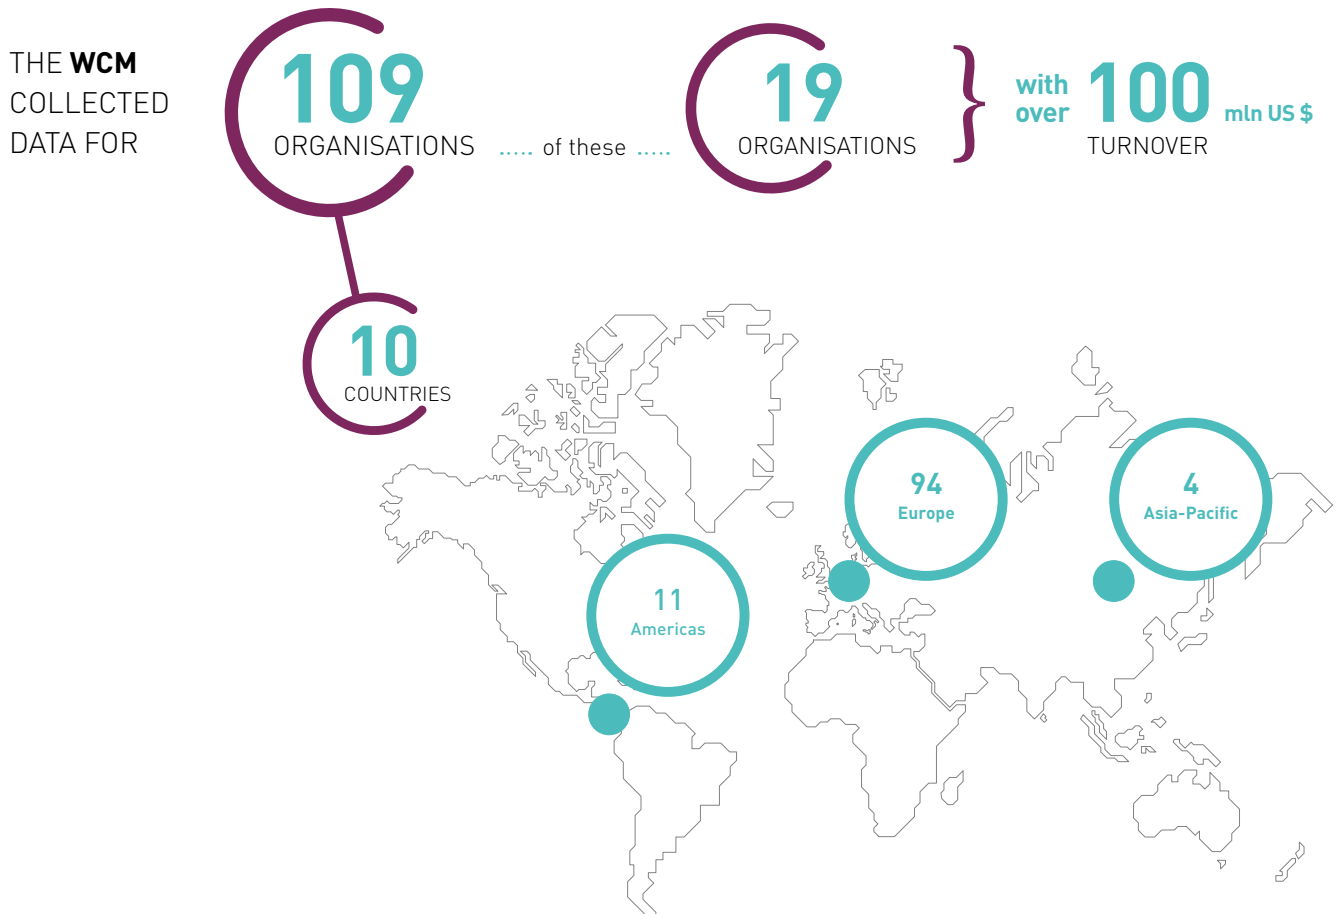 THE WCM
COLLECTED
DATA FOR
109
ORGANISATIONS
..... of these .....
19
ORGANISATIONS
}
with
over
100
mln US $
TURNOVER
10
COUNTRIES
94
Europe
4
Asia-Pacific
11
Americas